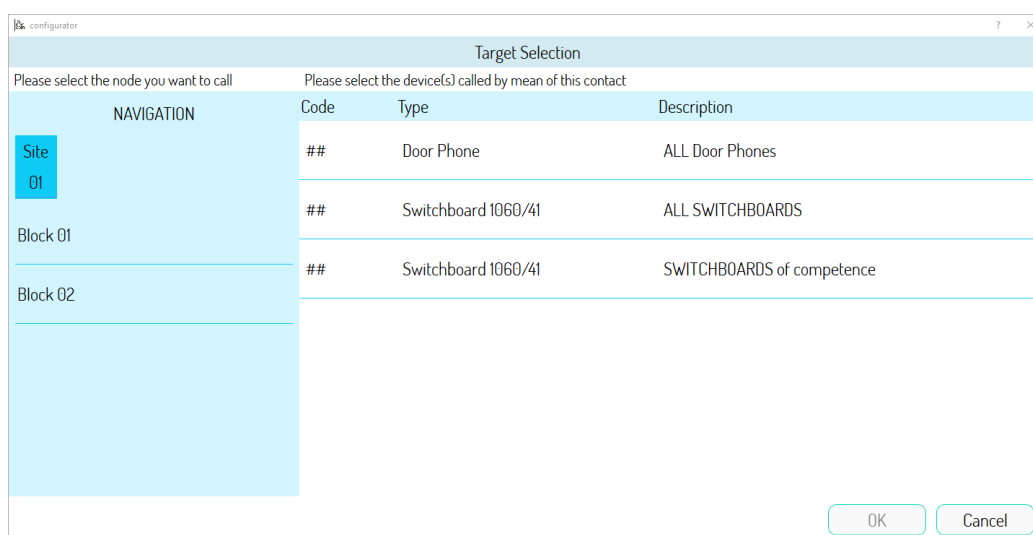 configurator ?
Target Selection
Please select the node you want to call Please select the device(s) called by mean of this contact
NAVIGATION
Site
01
Block 01
Block 02
Code Type Description
## Door Phone ALL Door Phones
## Switchboard 1060/41 ALL SWITCHBOARDS
## Switchboard 1060/41 SWITCHBOARDS of competence
OK Cancel